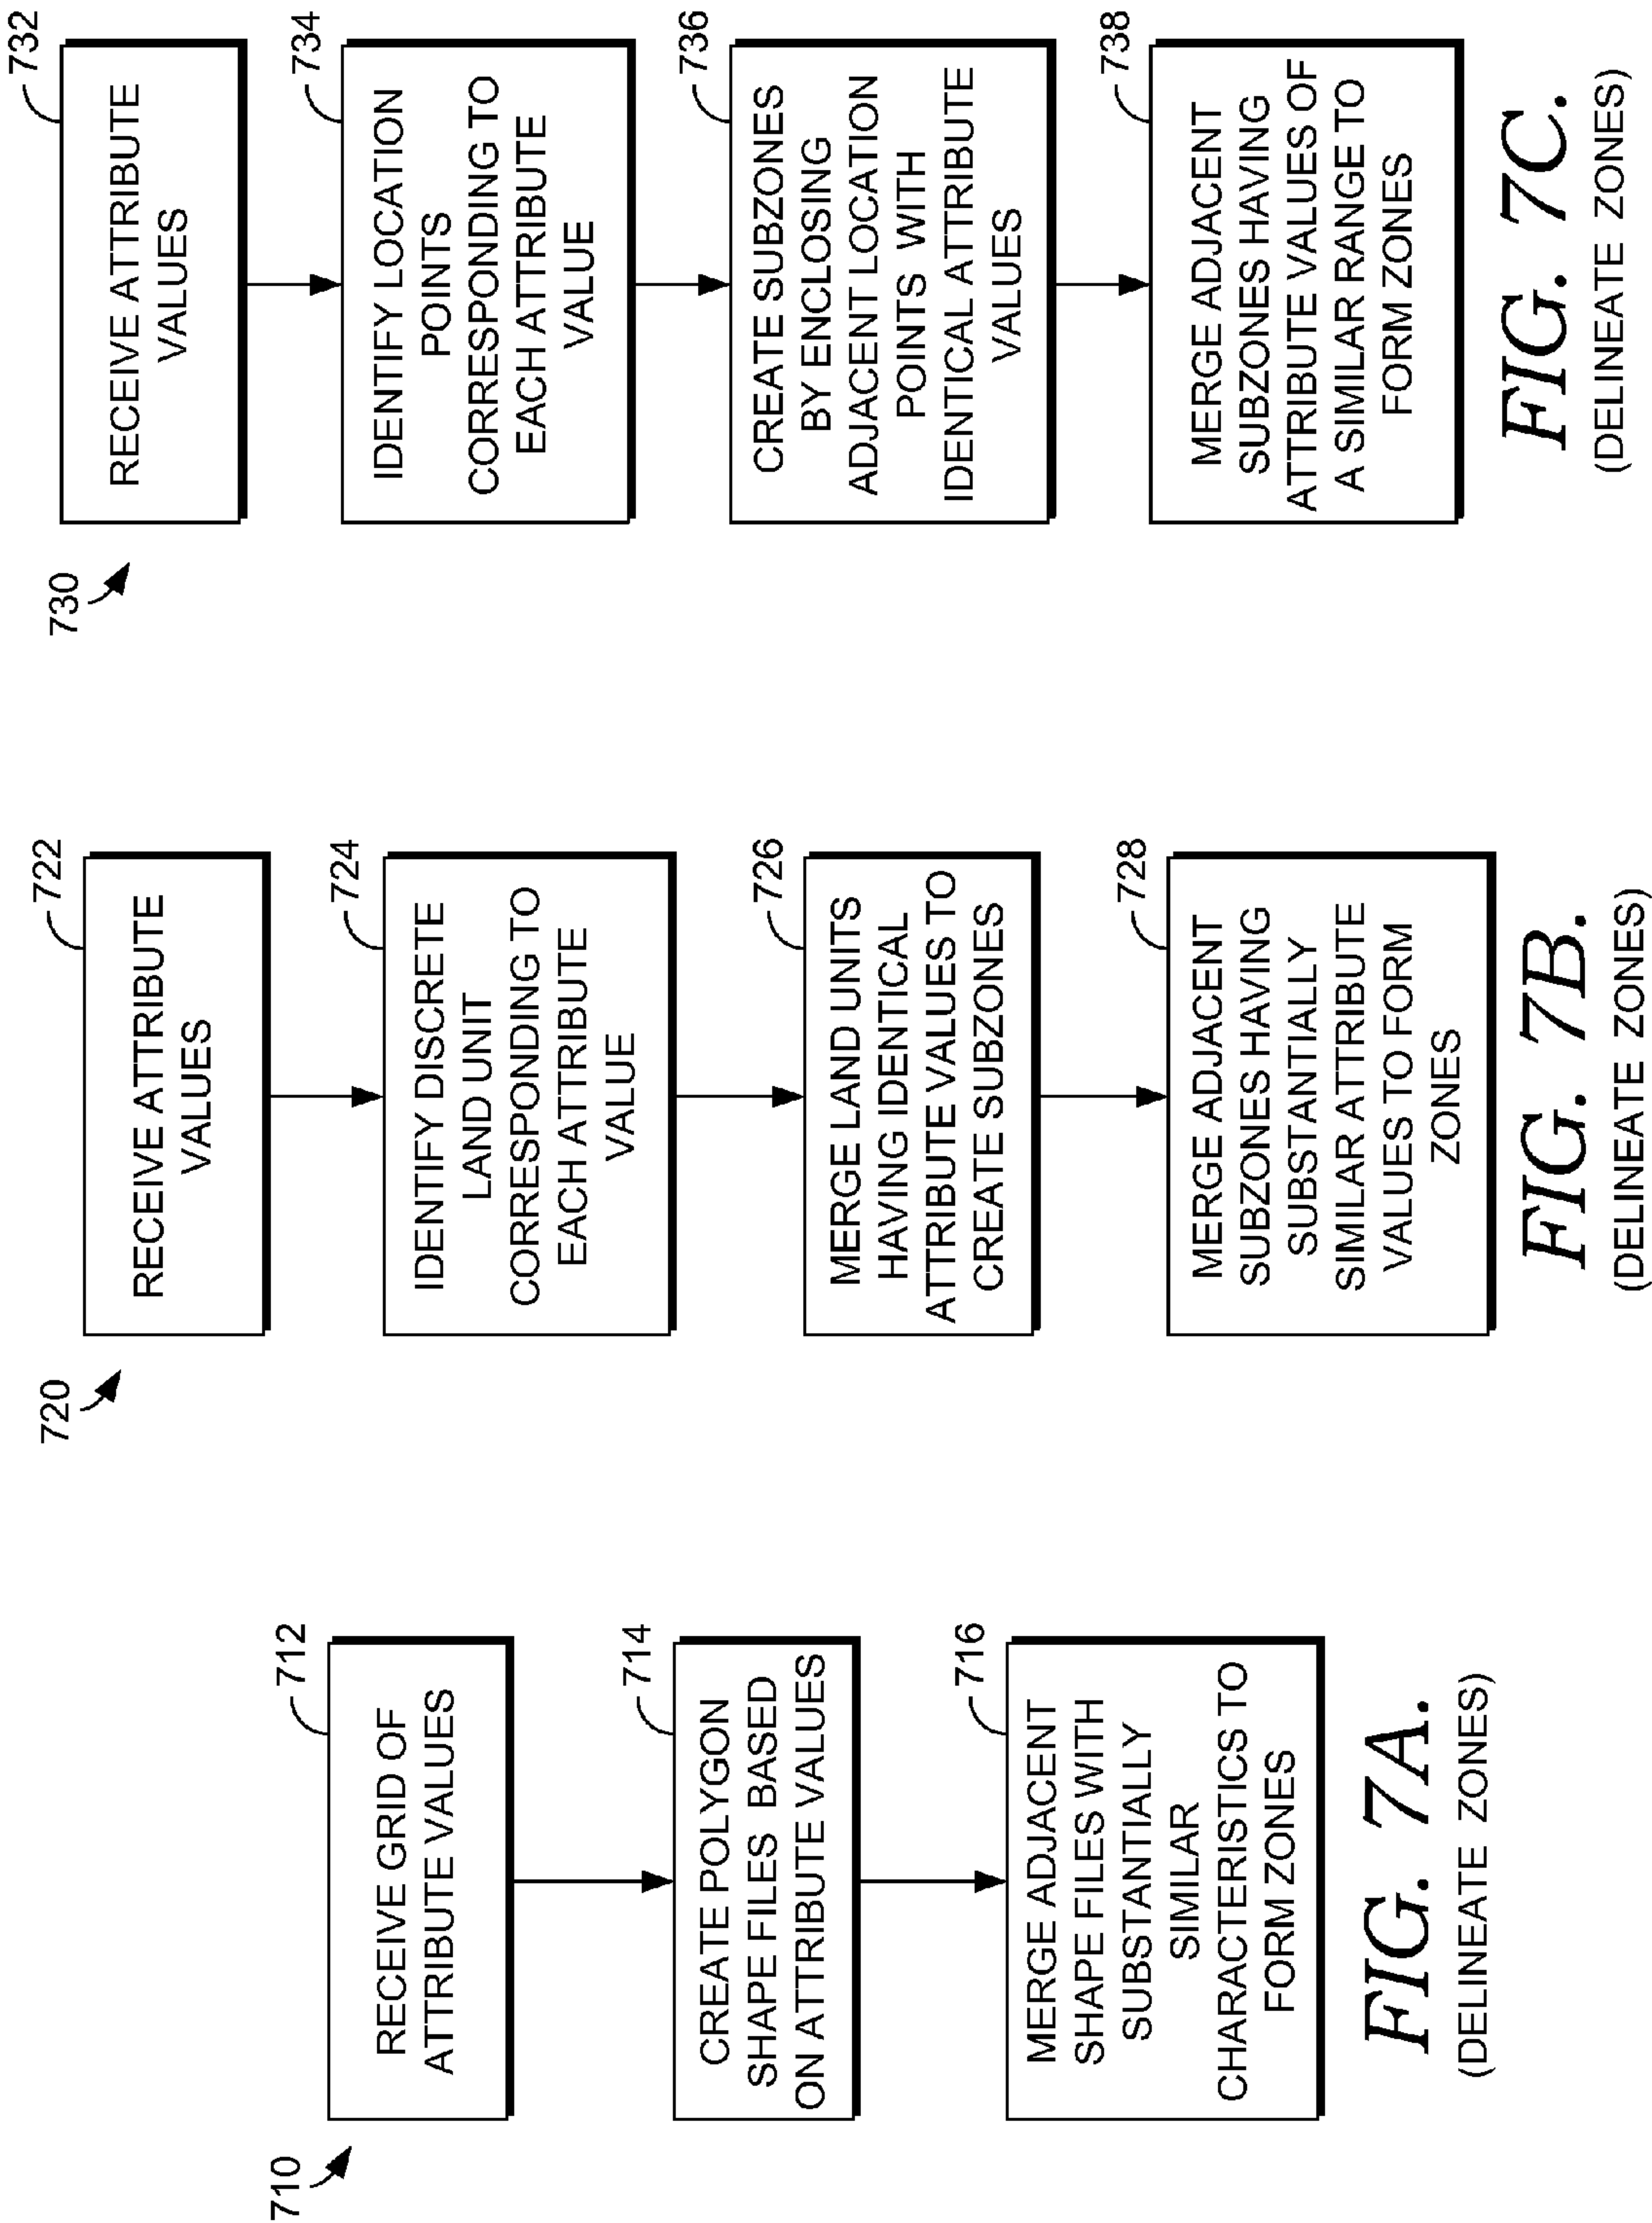 710
712
RECEIVE GRID OF
ATTRIBUTE VALUES
714
CREATE POLYGON
SHAPE FILES BASED
ON ATTRIBUTE VALUES
716
MERGE ADJACENT
SHAPE FILES WITH
SUBSTANTIALLY
SIMILAR
CHARACTERISTICS TO
FORM ZONES
FIG. 7A.
(DELINEATE ZONES)
720
722
RECEIVE ATTRIBUTE
VALUES
724
IDENTIFY DISCRETE
LAND UNIT
CORRESPONDING TO
EACH ATTRIBUTE
VALUE
726
MERGE LAND UNITS
HAVING IDENTICAL
ATTRIBUTE VALUES TO
CREATE SUBZONES
728
MERGE ADJACENT
SUBZONES HAVING
SUBSTANTIALLY
SIMILAR ATTRIBUTE
VALUES TO FORM
ZONES
FIG. 7B.
(DELINEATE ZONES)
730
732
RECEIVE ATTRIBUTE
VALUES
734
IDENTIFY LOCATION
POINTS
CORRESPONDING TO
EACH ATTRIBUTE
VALUE
736
CREATE SUBZONES
BY ENCLOSING
ADJACENT LOCATION
POINTS WITH
IDENTICAL ATTRIBUTE
VALUES
738
MERGE ADJACENT
SUBZONES HAVING
ATTRIBUTE VALUES OF
A SIMILAR RANGE TO
FORM ZONES
FIG. 7C.
(DELINEATE ZONES)